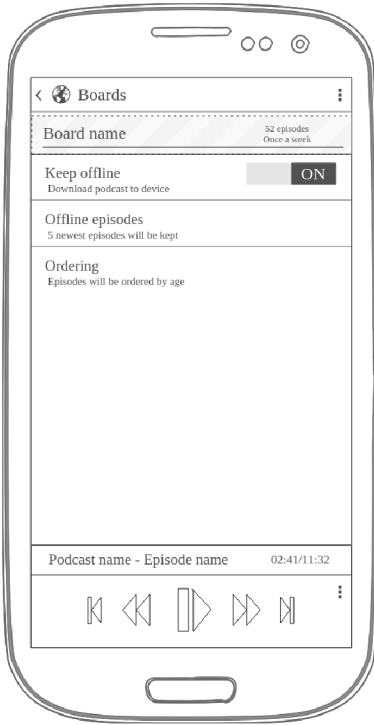 Boards
Board name
52 episodes
Once a week
Keep offline
Download podcast to device
ON
Offline episodes
5 newest episodes will be kept
Ordering
Episodes will be ordered by age
Podcast name - Episode name
02:41/11:32